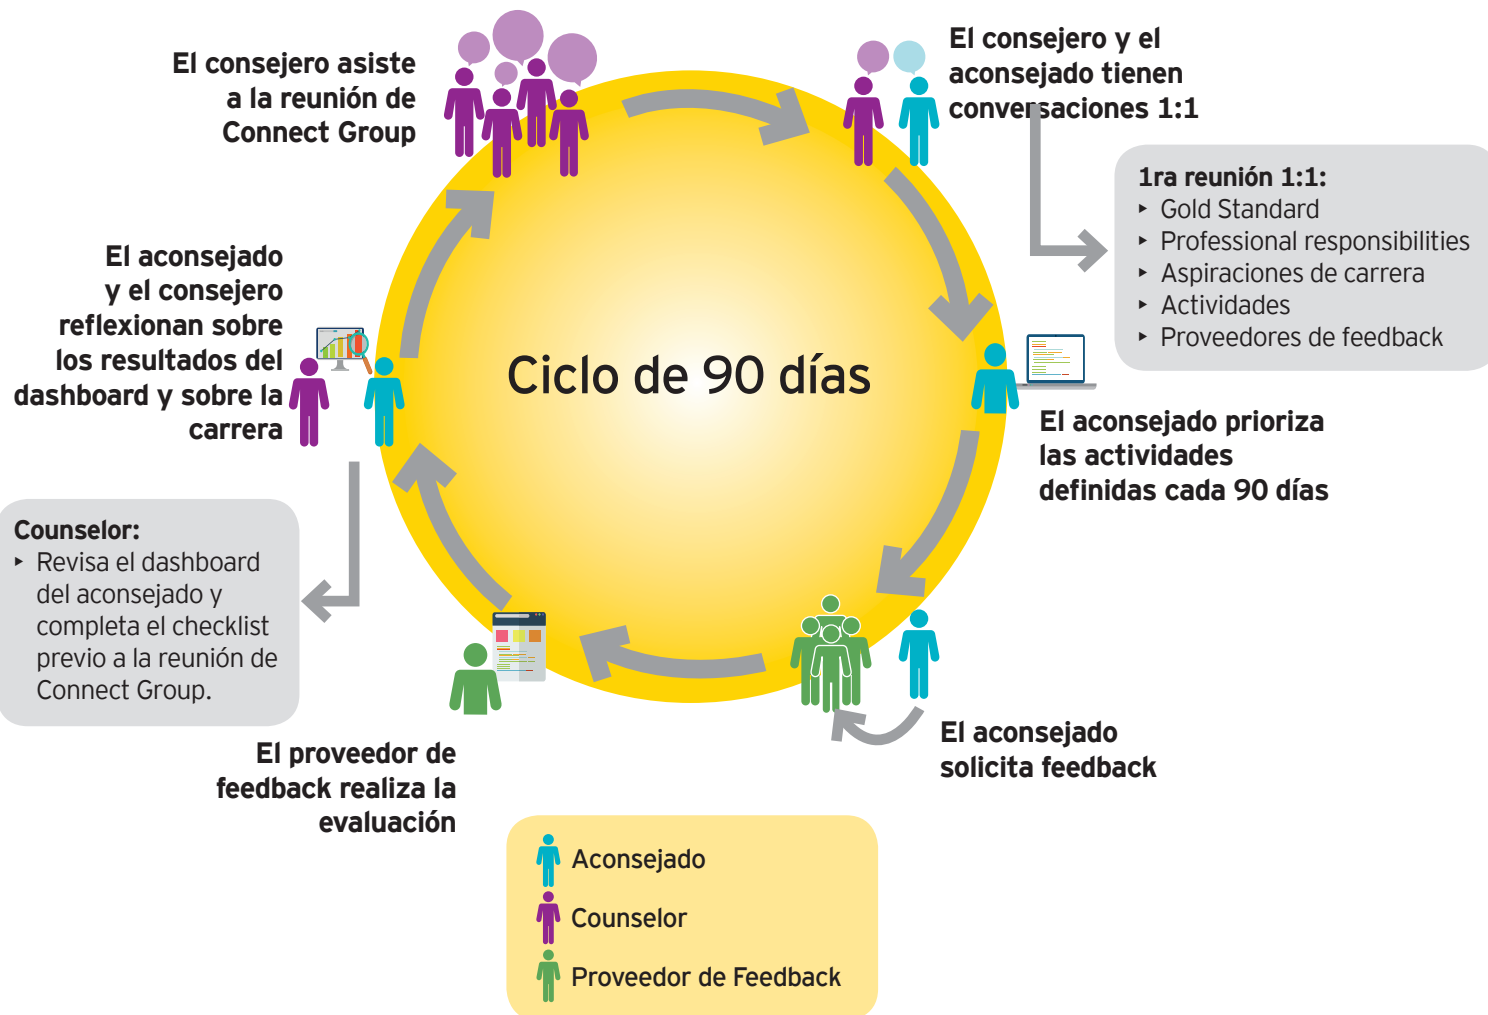 El consejero asiste
a la reunión de
Connect Group
El consejero y el
aconsejado tienen
conversaciones 1:1
1ra reunión 1:1:
‣ Gold Standard
‣ Professional responsibilities
‣ Aspiraciones de carrera
‣ Actividades
‣ Proveedores de feedback
El aconsejado
y el consejero
reflexionan sobre
los resultados del
dashboard y sobre la
carrera
Ciclo de 90 días
El aconsejado prioriza
las actividades
definidas cada 90 días
Counselor:
‣ Revisa el dashboard
del aconsejado y
completa el checklist
previo a la reunión de
Connect Group.
El aconsejado
solicita feedback
El proveedor de
feedback realiza la
evaluación
Aconsejado
Counselor
Proveedor de Feedback